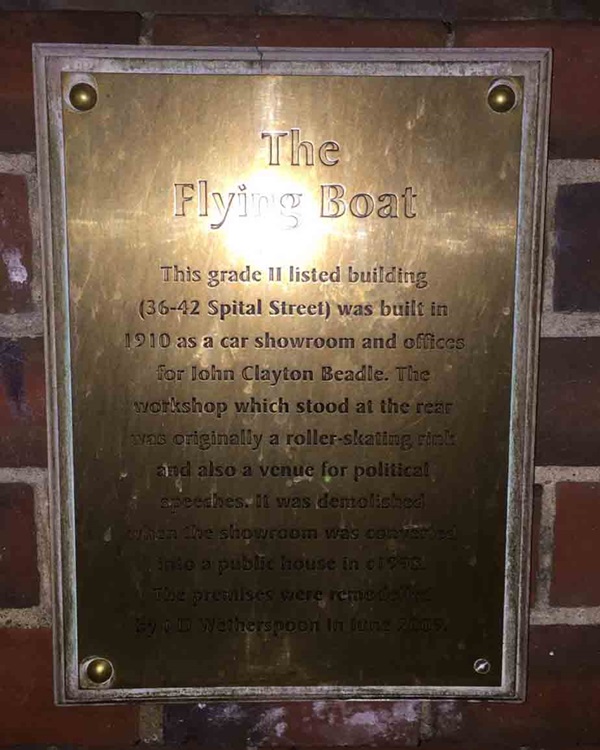 The
Flying Boat
This grade II listed building
(36-42 Spital Street) was built in
1910 as a car showroom and offices
for John Clayton Beadle. The
workshop which stood at the rear
was originally a roller-skating rink
and also a venue for political
speeches. It was demolished
when the showroom was converted
into a public house in
The premises were remodelled
by J D Wetherspoon in June 2009.